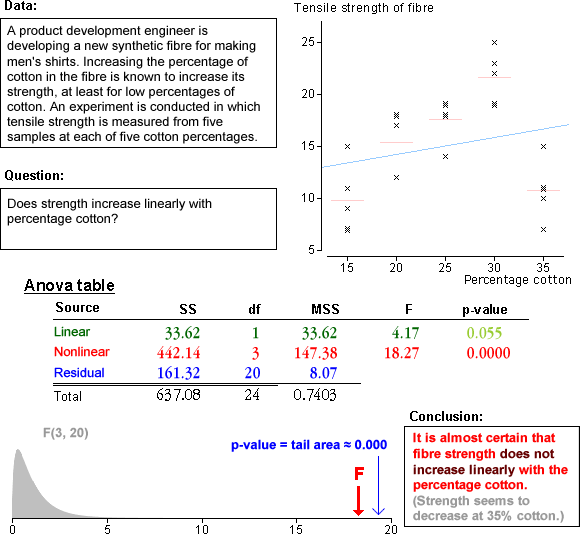 Data:
A product development engineer is
developing a new synthetic fibre for making
men's shirts. Increasing the percentage of
cotton in the fibre is known to increase its
strength, at least for low percentages of
cotton. An experiment is conducted in which
tensile strength is measured from five
samples at each of five cotton percentages.
Question:
Does strength increase linearly with
percentage cotton?
Tensile strength of fibre
25
20
15
10
5
15 20 25 30 35
Percentage cotton
Anova table
Source SS df MSS F p-value
Linear 33.62 1 33.62 4.17 0.055
Nonlinear 442.14 3 147.38 18.27 0.0000
Residual 161.32 20 8.07
Total 637.08 24 0.7403
F(3, 20)
p-value = tail area ≈ 0.000
F
0 5 10 15 20
Conclusion:
It is almost certain that
fibre strength does not
increase linearly with the
percentage cotton.
(Strength seems to
decrease at 35% cotton.)